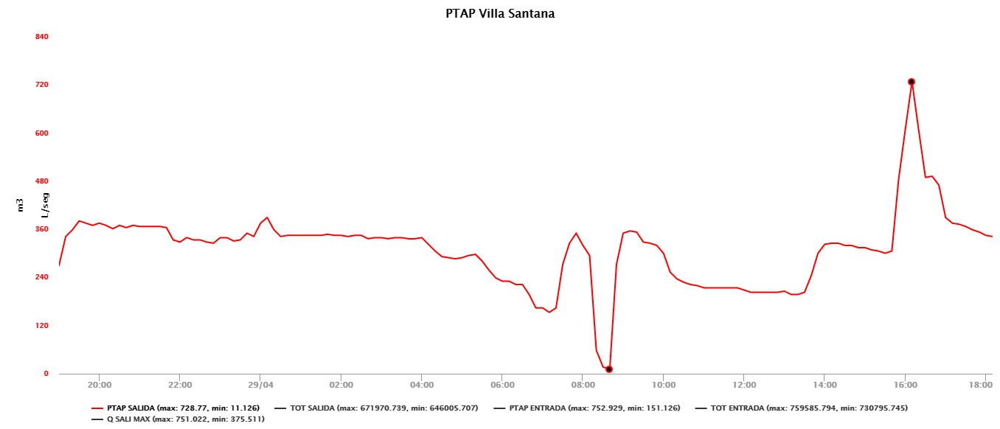 PTAP Villa Santana
840
720
600
480
360
240
120
0
m3
L/seg
20:00 22:00 29/04 02:00 04:00 06:00 08:00 10:00 12:00 14:00 16:00 18:00
PTAP SALIDA (max: 728.77, min: 11.126) TOT SALIDA (max: 671970.739, min: 646005.707) PTAP ENTRADA (max: 752.929, min: 151.126) TOT ENTRADA (max: 759585.794, min: 730795.745)
Q SALI MAX (max: 751.022, min: 375.511)